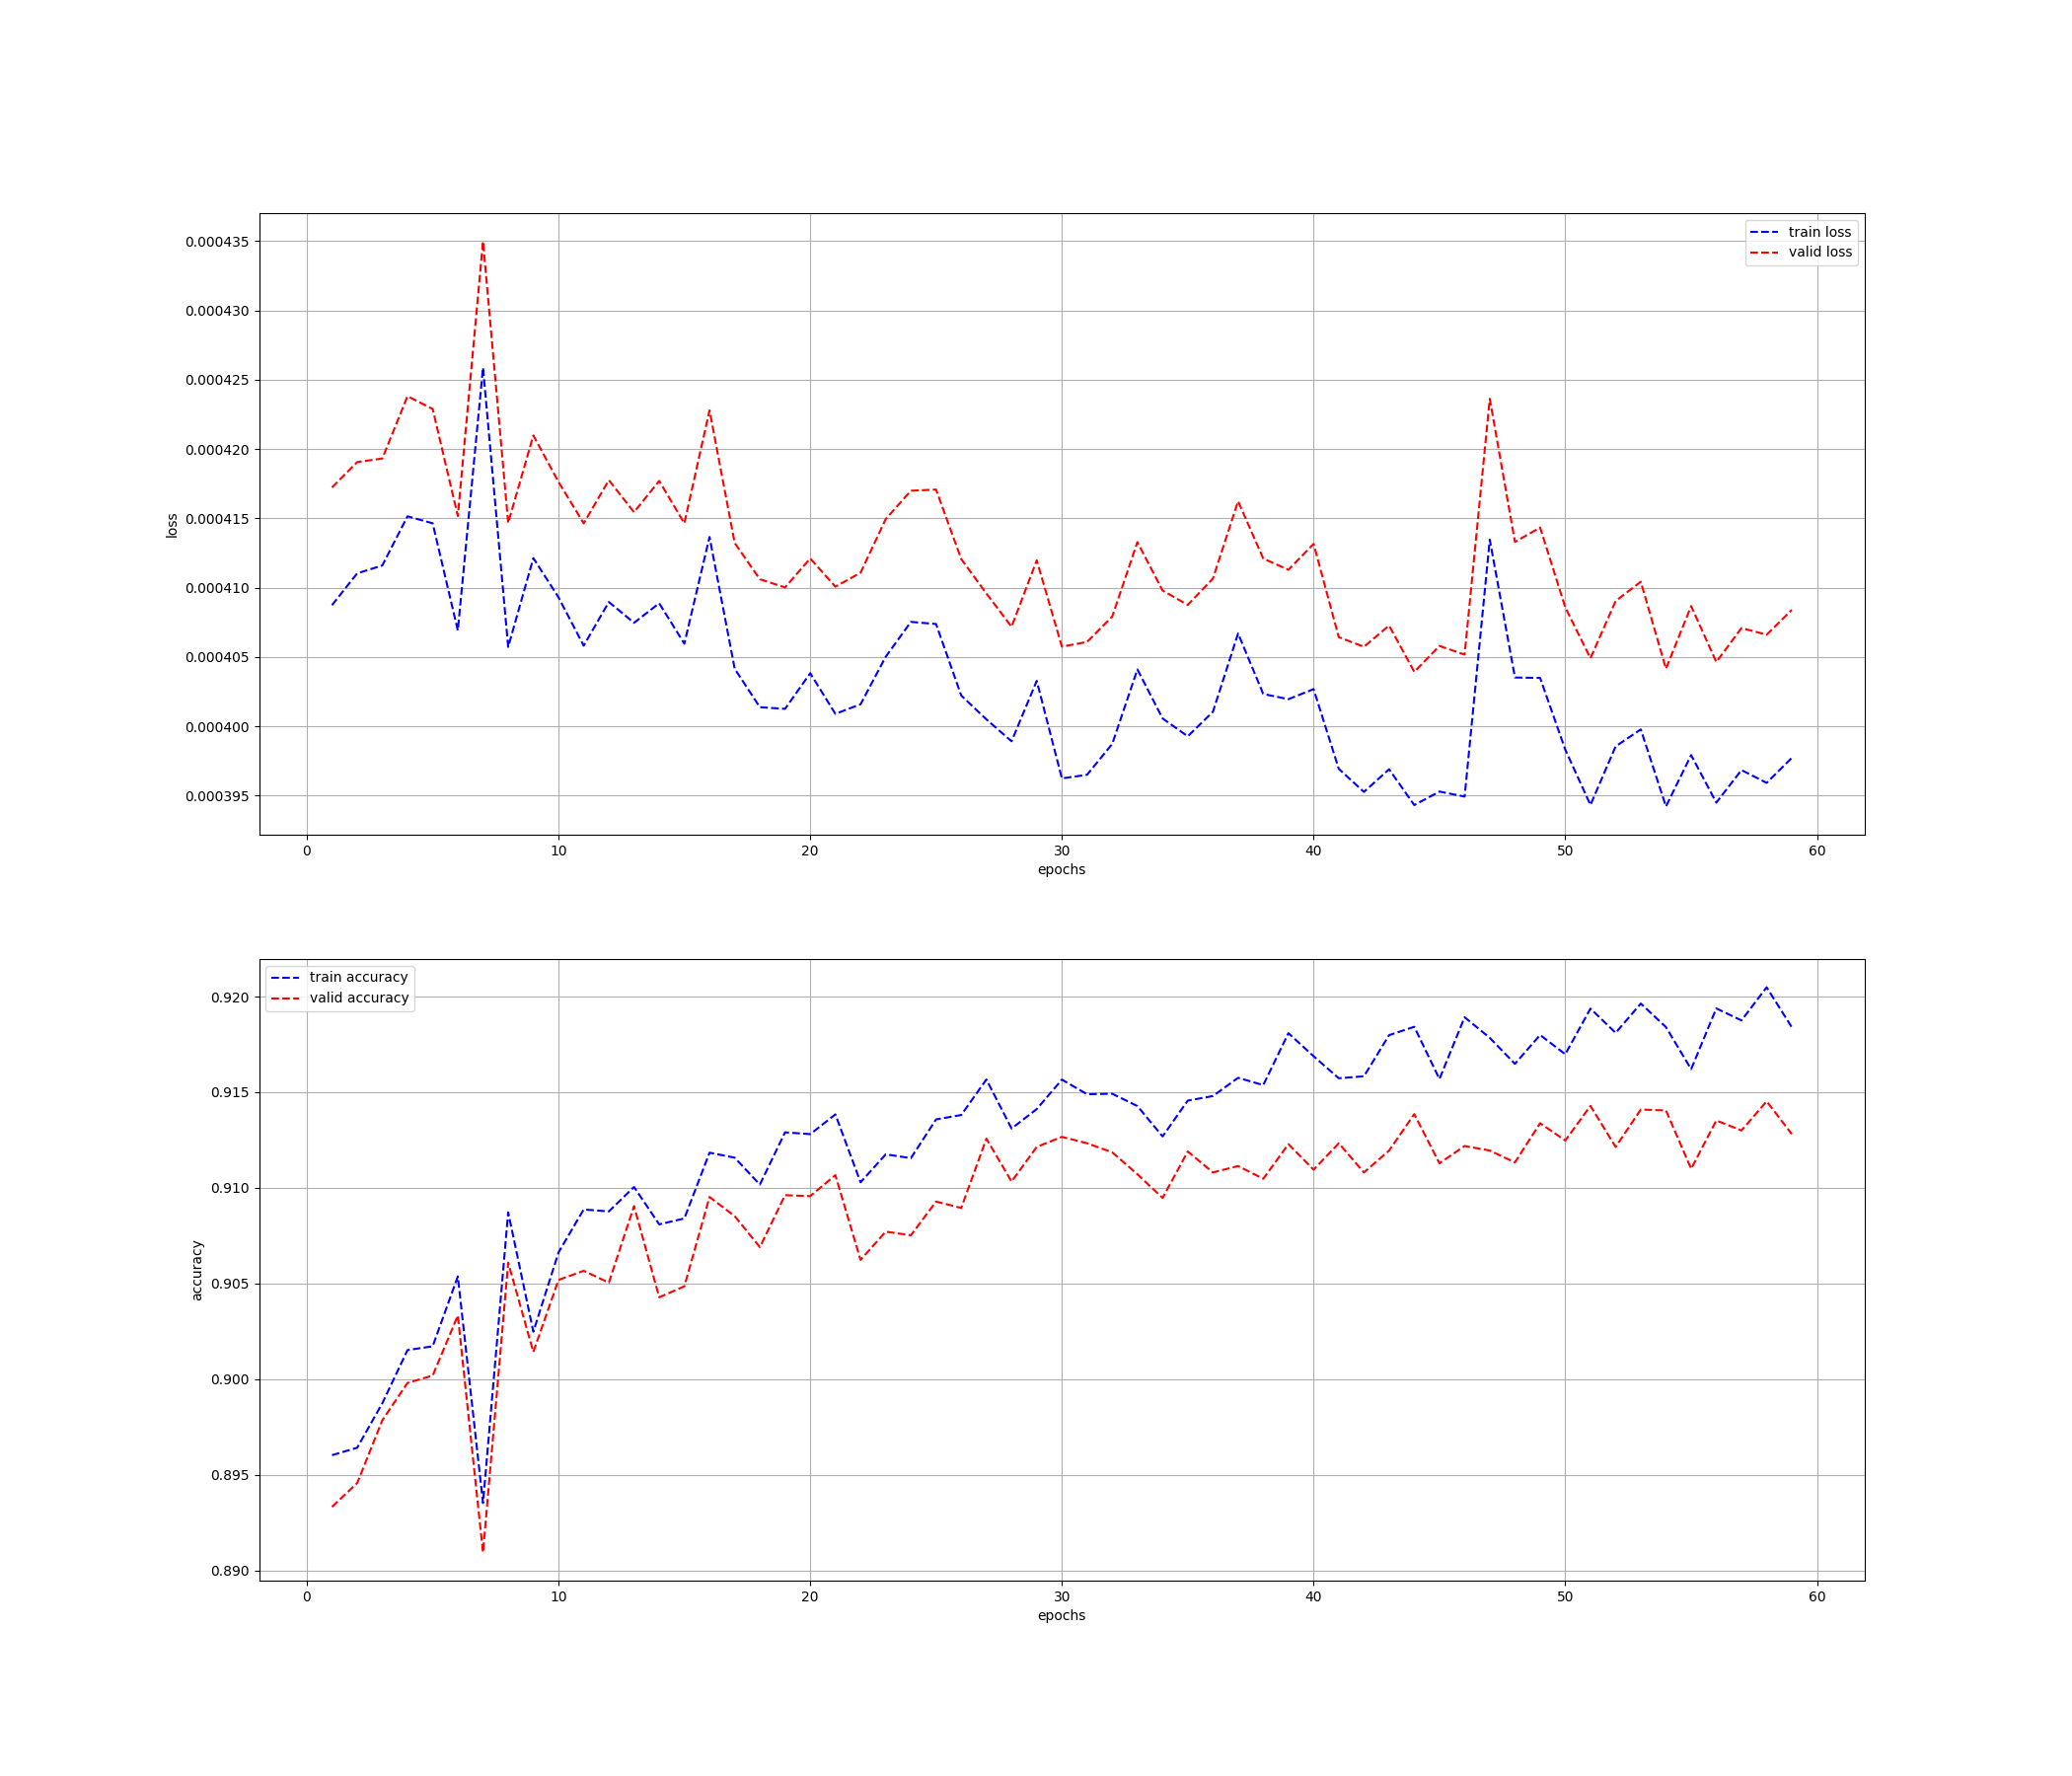 0.000435
0.000430
0.000425
0.000420
0.000415
0.000410
0.000405
0.000400
0.000395
loss
train loss
valid loss
0 10 20 30 40 50 60
epochs
train accuracy
valid accuracy
0.920
0.915
0.910
0.905
0.900
0.895
0.890
accuracy
0 10 20 30 40 50 60
epochs